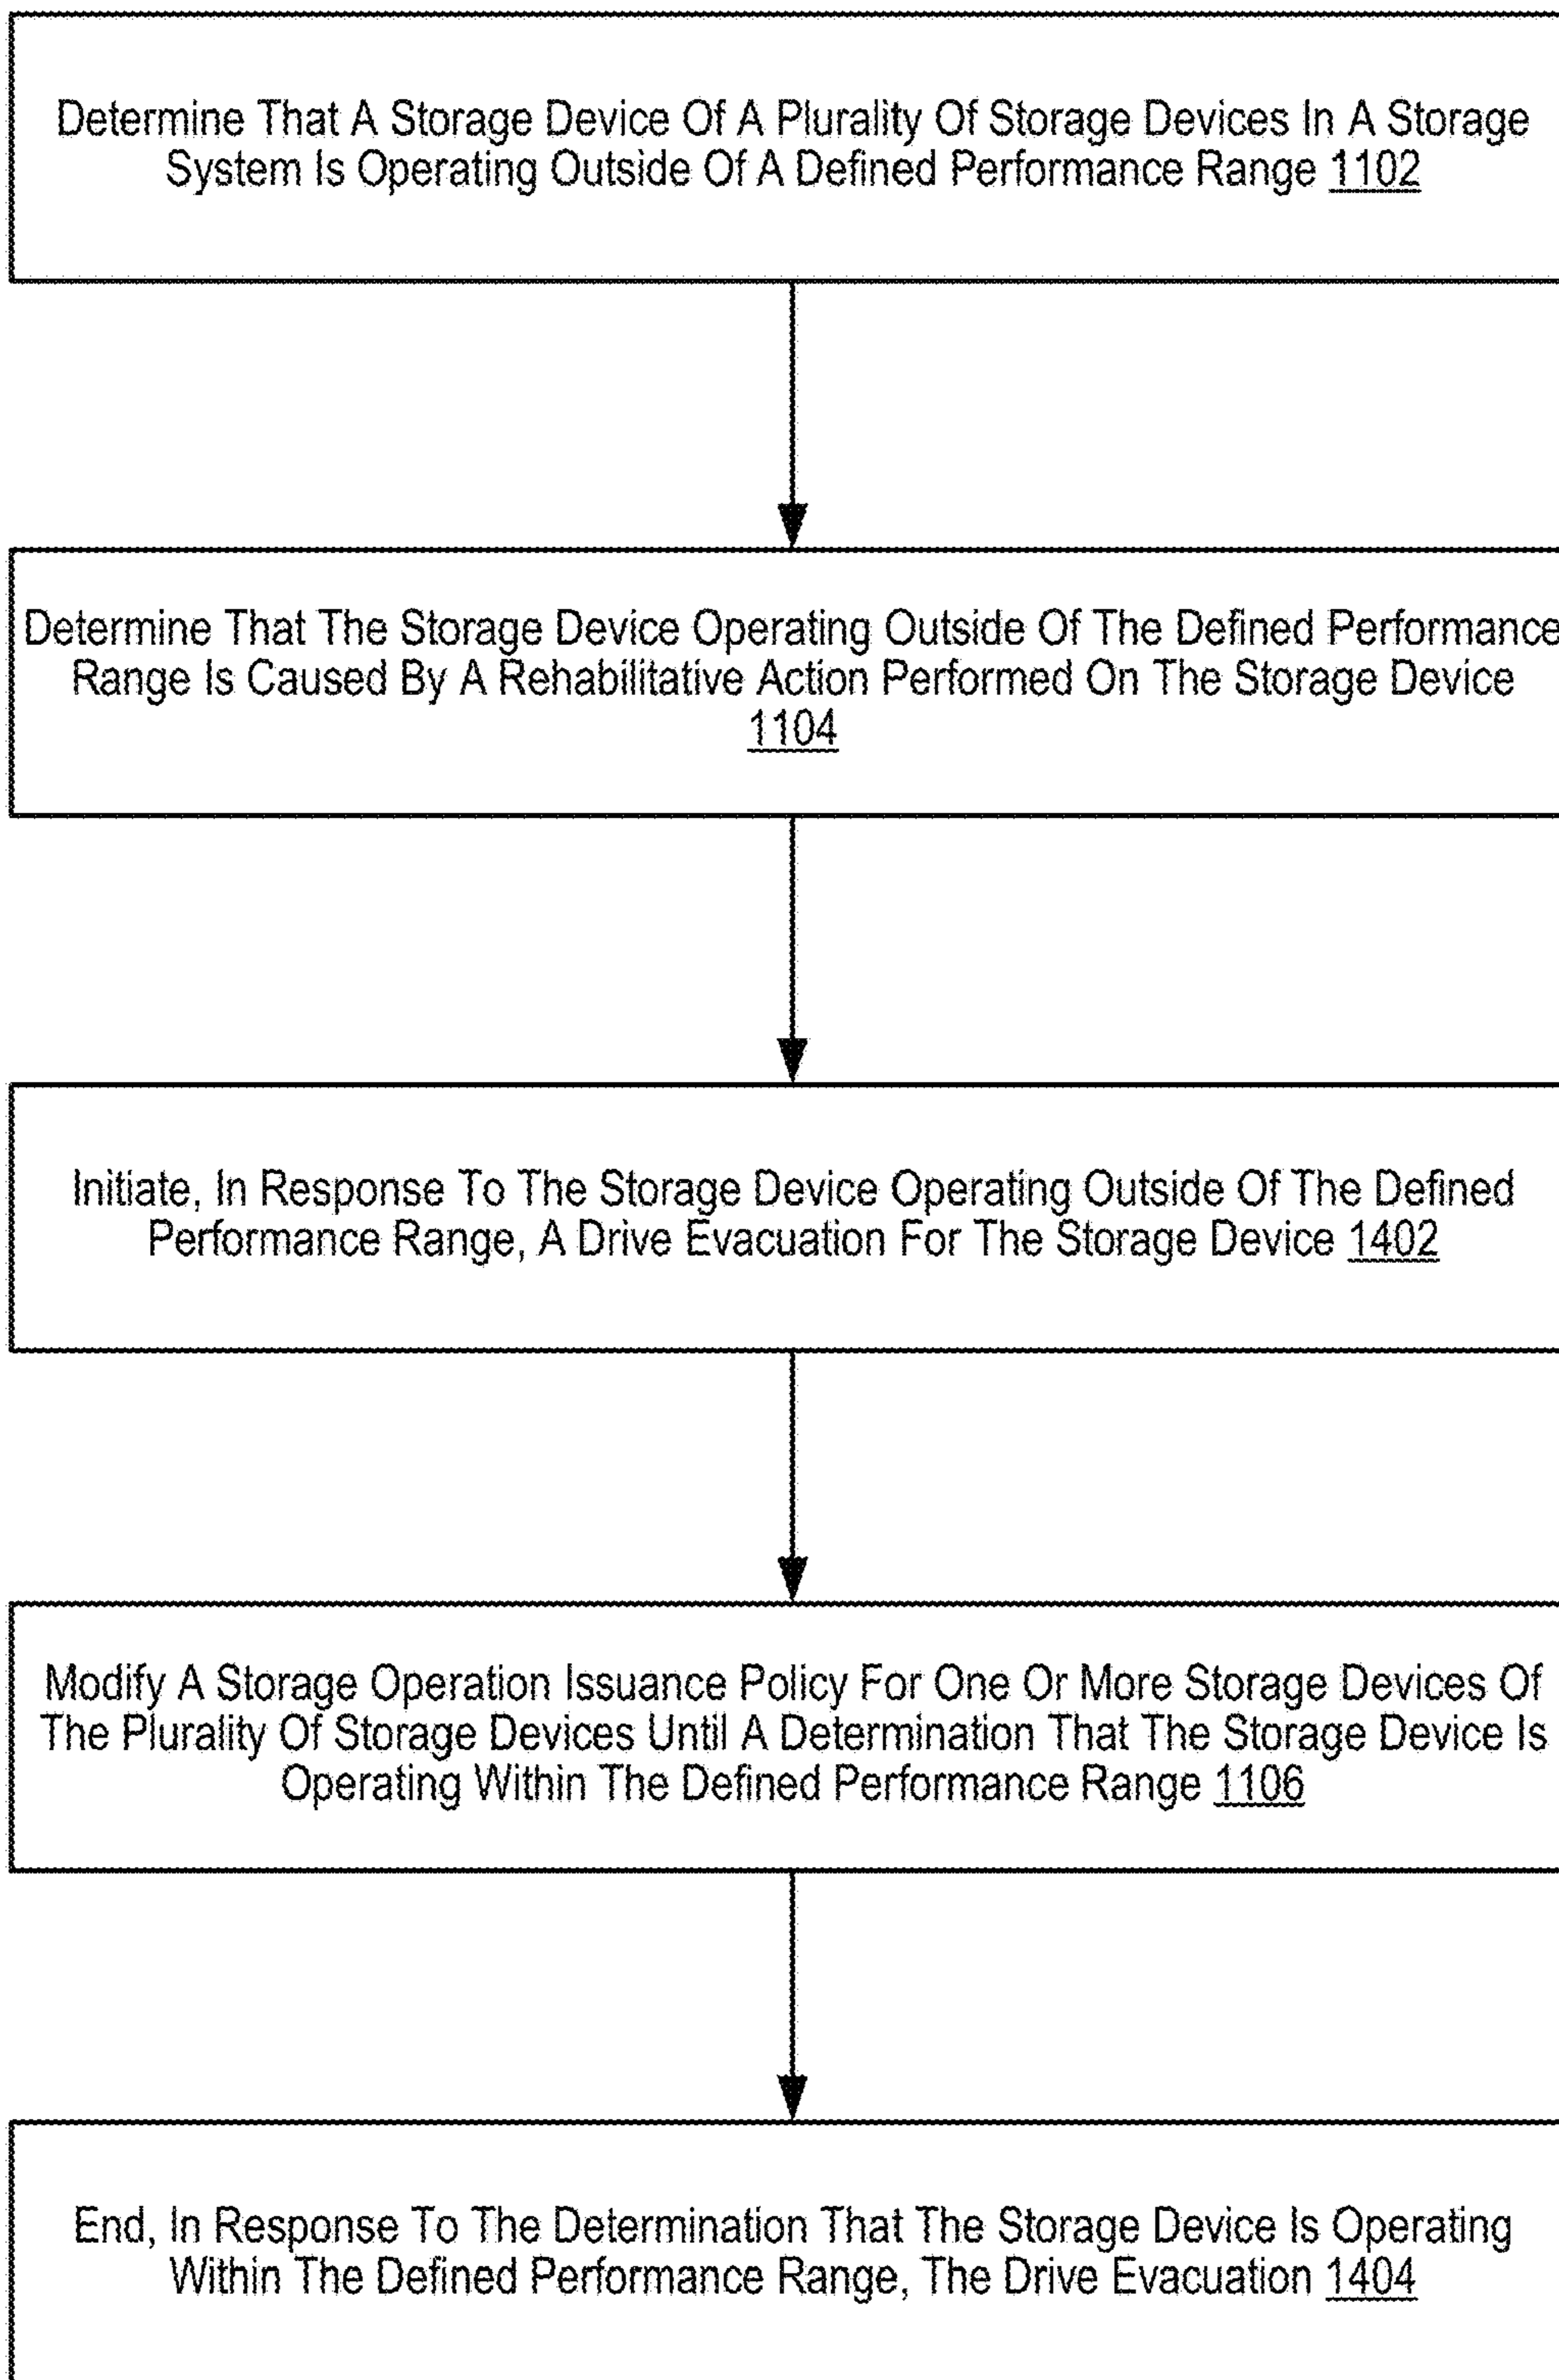 Determine That A Storage Device Of A Plurality Of Storage Devices In A Storage
System Is Operating Outside Of A Defined Performance Range 1102
Determine That The Storage Device Operating Outside Of The Defined Performance
Range Is Caused By A Rehabilitative Action Performed On The Storage Device
1104
Initiate, In Response To The Storage Device Operating Outside Of The Defined
Performance Range, A Drive Evacuation For The Storage Device 1402
Modify A Storage Operation Issuance Policy For One Or More Storage Devices Of
The Plurality Of Storage Devices Until A Determination That The Storage Device Is
Operating Within The Defined Performance Range 1106
End, In Response To The Determination That The Storage Device Is Operating
Within The Defined Performance Range, The Drive Evacuation 1404